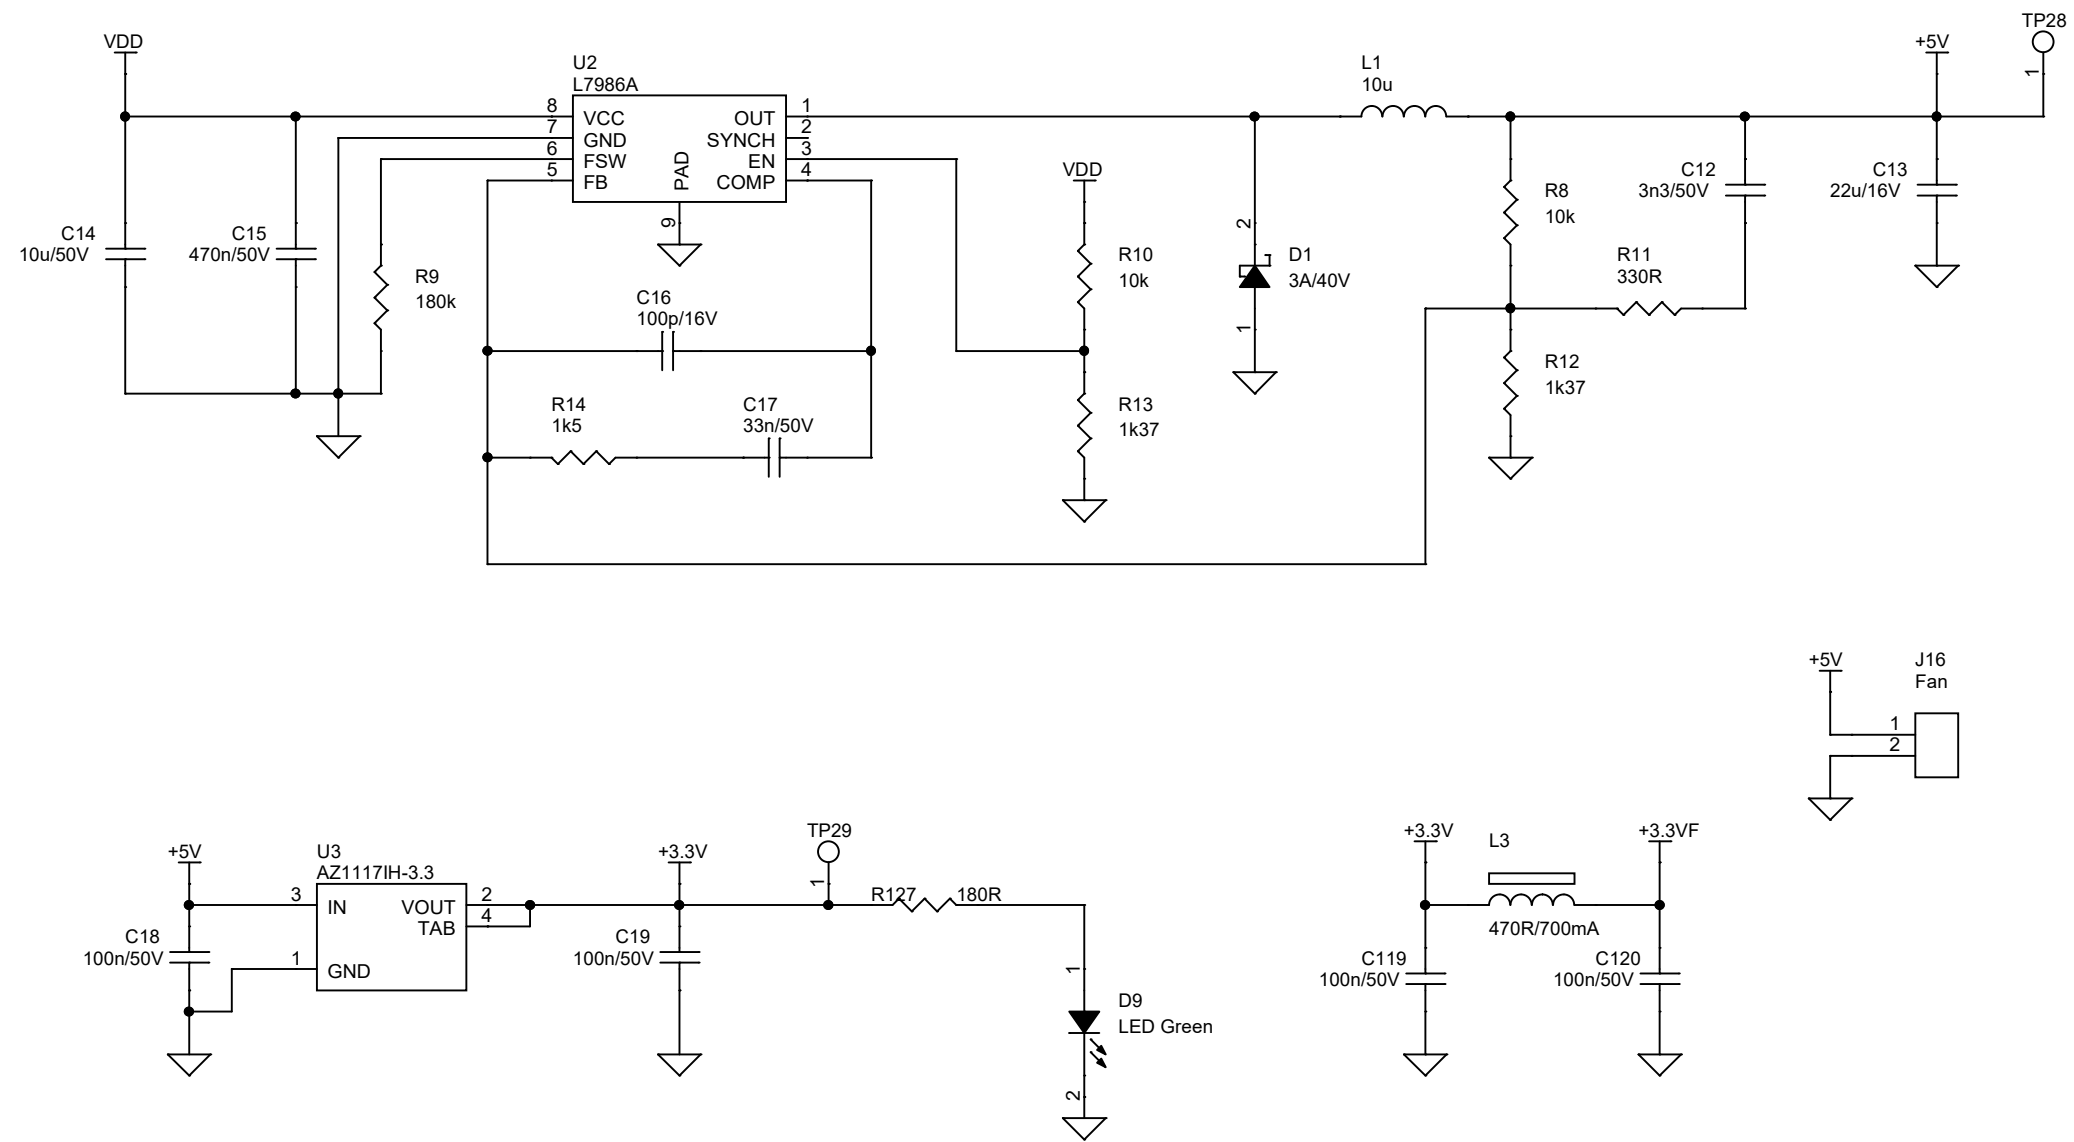 VDD
C14
10u/50V
C15
470n/50V
R9
180k
U2
L7986A
8
7
6
5
VCC
GND
FSW
FB
PAD
9
OUT
SYNCH
EN
COMP
1
2
3
4
C16
100p/16V
R14
1k5
C17
33n/50V
VDD
R10
10k
R13
1k37
2
D1
3A/40V
1
L1
10u
R8
10k
R11
330R
C12
3n3/50V
R12
1k37
+5V
C13
22u/16V
TP28
1
+5V
J16
Fan
1
2
+5V
C18
100n/50V
U3
AZ1117IH-3.3
3
1
IN
GND
VOUT
TAB
2
4
+3.3V
C19
100n/50V
TP29
1
R127
180R
1
D9
LED Green
2
+3.3V
L3
+3.3VF
470R/700mA
C119
100n/50V
C120
100n/50V